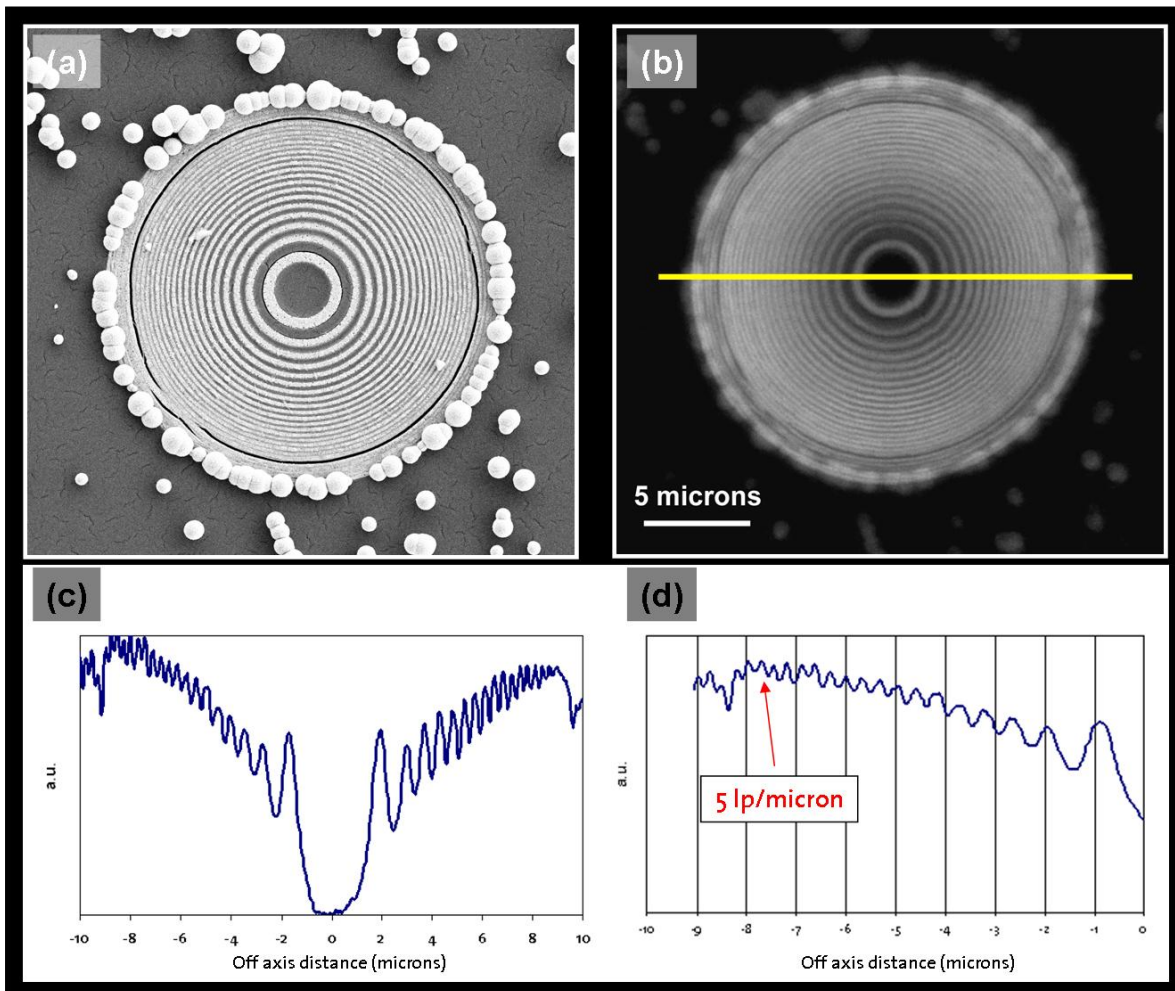 (a)
(b)
5 microns
(c)
(d)
a.u.
-10 -8 -6 -4 -2 0 2 4 6 8 10
Off axis distance (microns)
a.u.
5 lp/micron
-10 -9 -8 -7 -6 -5 -4 -3 -2 -1 0
Off axis distance (microns)